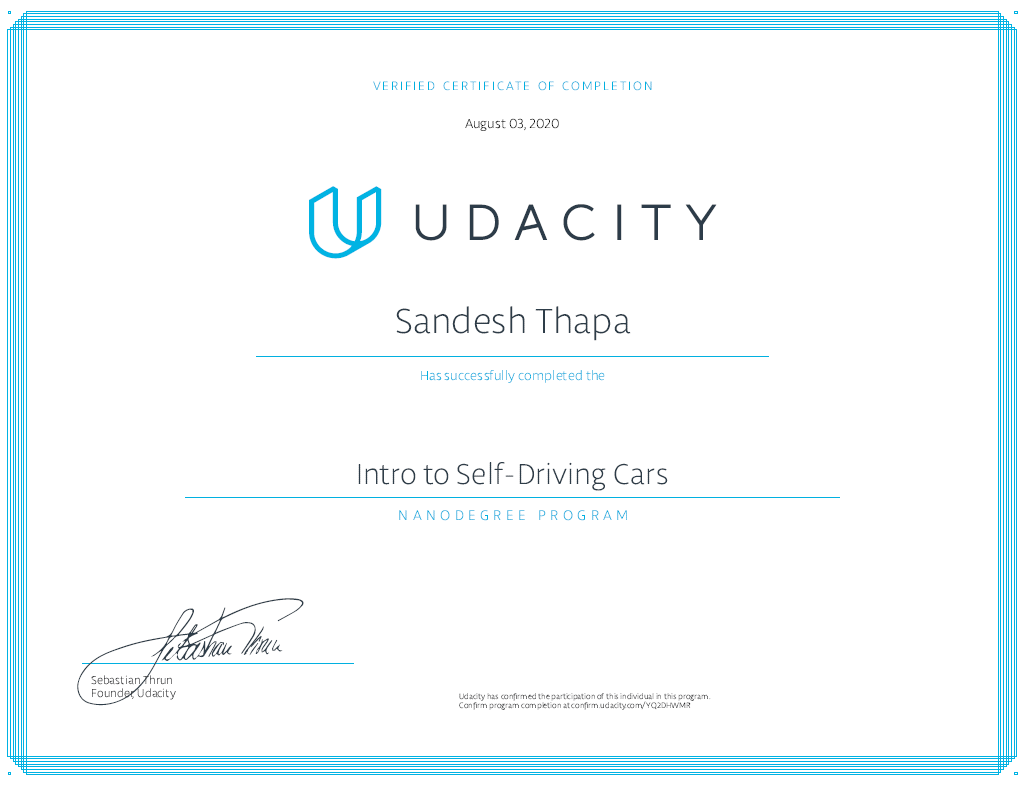 VERIFIED CERTIFICATE OF COMPLETION
August 03, 2020
UDACITY
Sandesh Thapa
Has successfully completed the
Intro to Self-Driving Cars
NANODEGREE PROGRAM
Sebastian Thrun
Sebastian Thrun
Founder, Udacity
Udacity has confirmed the participation of this individual in this program.
Confirm program completion at confirm.udacity.com/YQ2DHWMR